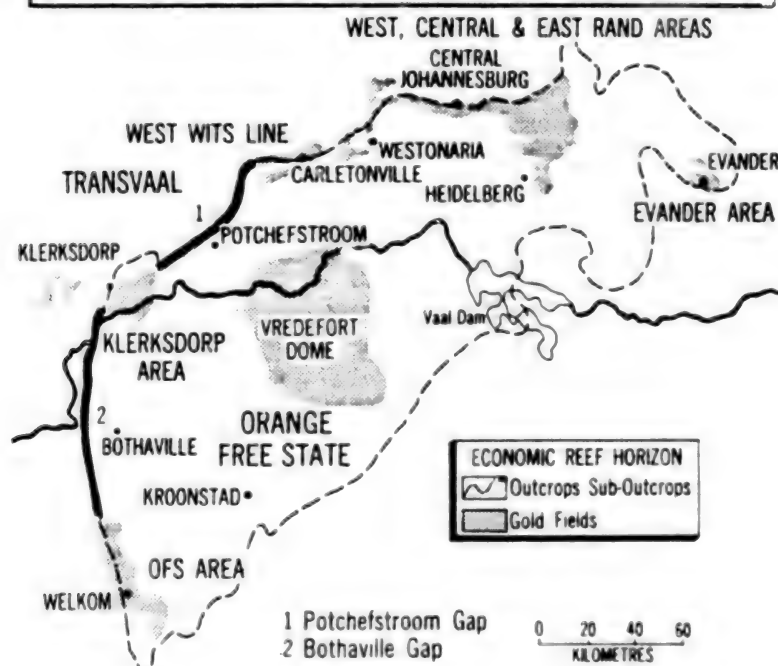 WEST, CENTRAL & EAST RAND AREAS
CENTRAL
JOHANNESBURG
WEST WITS LINE
WESTONARIA
EVANDER
CARLETONVILLE
TRANSVAAL
HEIDELBERG
EVANDER AREA
1
POTCHEFSTROOM
KLERKSDORP
Vaal Dam
VREDEFORT
DOME
KLERKSDORP
AREA
2
ORANGE
FREE STATE
BOTHAVILLE
ECONOMIC REEF HORIZON
Outcrops Sub-Outcrops
Gold Fields
KROONSTAD
OFS AREA
WELKOM
1 Potchefstroom Gap
2 Bothaville Gap
0 20 40 60
KILOMETRES